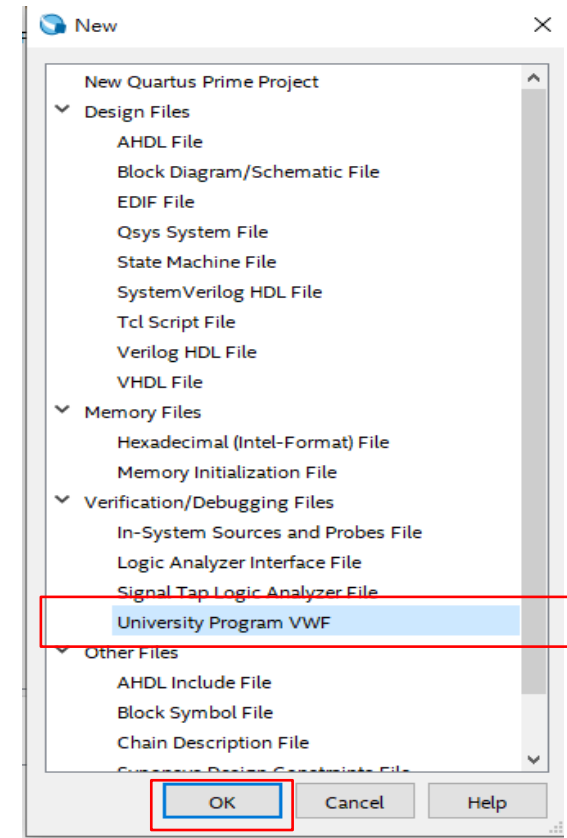 New
New Quartus Prime Project
Design Files
AHDL File
Block Diagram/Schematic File
EDIF File
Qsys System File
State Machine File
SystemVerilog HDL File
Tcl Script File
Verilog HDL File
VHDL File
Memory Files
Hexadecimal (Intel-Format) File
Memory Initialization File
Verification/Debugging Files
In-System Sources and Probes File
Logic Analyzer Interface File
Signal Tap Logic Analyzer File
University Program VWF
Other Files
AHDL Include File
Block Symbol File
Chain Description File
Synopsys Design Constraints File
OK Cancel Help